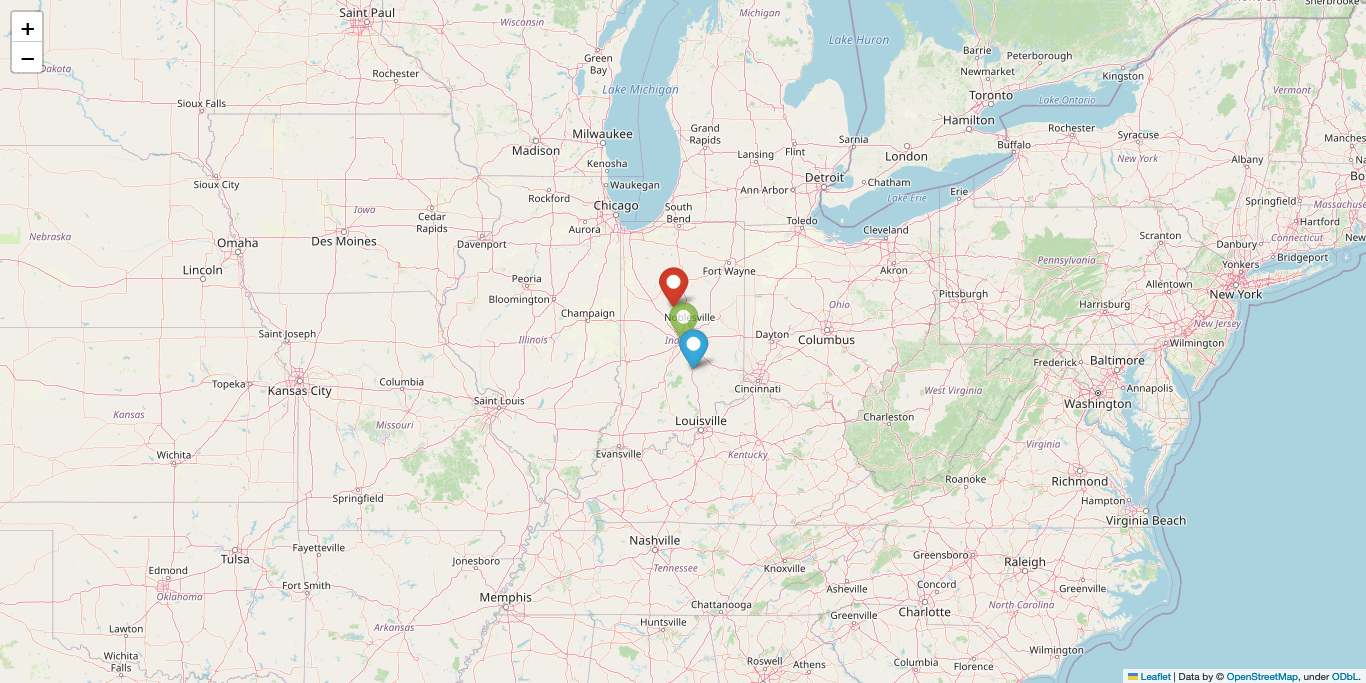 Saint Paul
Wisconsin
Michigan
Sherbrooke
+
−
Dakota
Green
Bay
Lake Huron
Barrie
Peterborough
Rochester
Newmarket
Kingston
Lake Michigan
Vermont
Sioux Falls
Toronto
Lake Ontario
Milwaukee
Grand
Rapids
Sarnia
Hamilton
Rochester
Syracuse
Madison
Lansing
Flint
London
Buffalo
New York
Albany
Kenosha
Detroit
Chatham
Sioux City
Waukegan
Ann Arbor
Lake Erie
Erie
Rockford
Springfield
Massachuse
Iowa
Cedar
Rapids
Chicago
South
Bend
Toledo
Hartford
Nebraska
Aurora
Cleveland
Scranton
Connecticut
Omaha
Des Moines
Davenport
Danbury
Bridgeport
Lincoln
Fort Wayne
Akron
Pennsylvania
Yonkers
Peoria
Allentown
Bloomington
Pittsburgh
New York
Champaign
Ohio
Harrisburg
Noblesville
Saint Joseph
Illinois
Dayton
Columbus
New Jersey
Wilmington
Frederick
Baltimore
Topeka
Kansas City
Columbia
Cincinnati
West Virginia
Annapolis
Saint Louis
Washington
Kansas
Missouri
Louisville
Charleston
Wichita
Evansville
Kentucky
Virginia
Springfield
Roanoke
Richmond
Hampton
Virginia Beach
Nashville
Tulsa
Fayetteville
Jonesboro
Greensboro
Raleigh
Edmond
Tennessee
Knoxville
Fort Smith
Asheville
Concord
Greenville
Oklahoma
Memphis
Chattanooga
Greenville
Charlotte
North Carolina
Lawton
Arkansas
Huntsville
Wichita
Falls
Roswell
Athens
Columbia
Florence
Wilmington
Leaflet | Data by © OpenStreetMap, under ODbL.